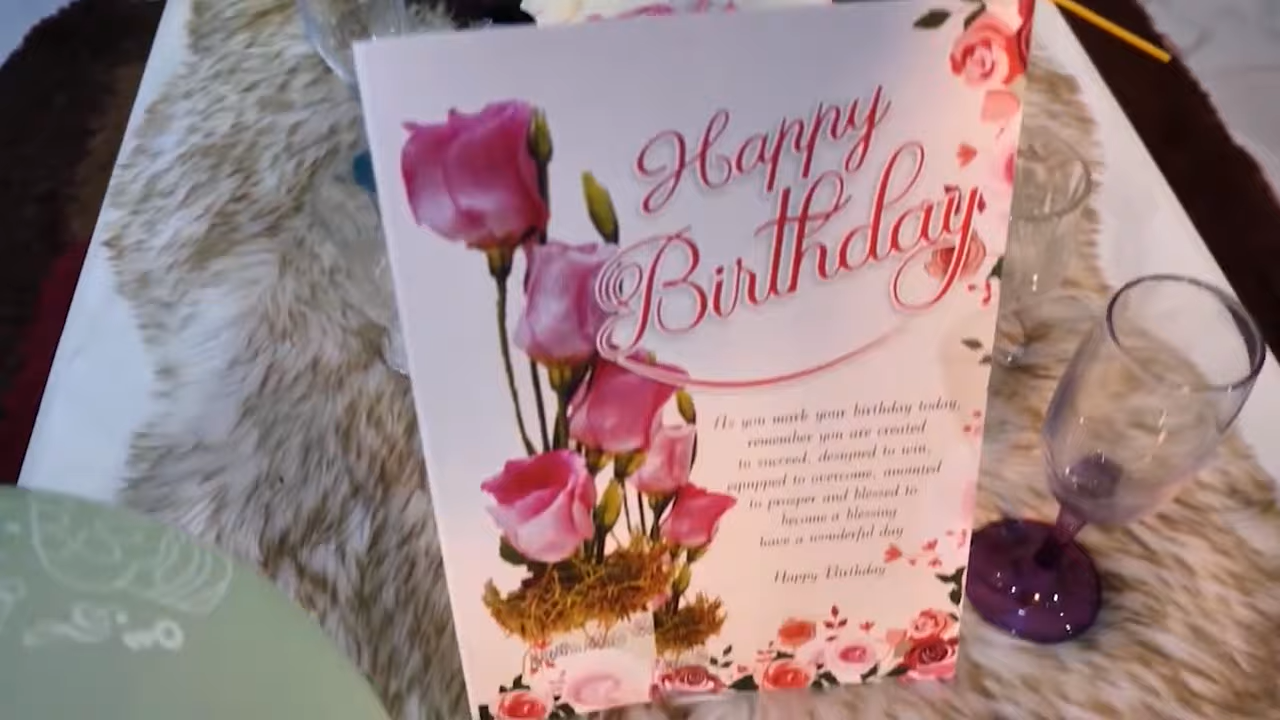 Happy
Birthday
As you mark your birthday today,
remember you are created
to succeed, designed to win,
equipped to overcome, anointed
to prosper and blessed to
become a blessing
have a wonderful day
Happy Birthday